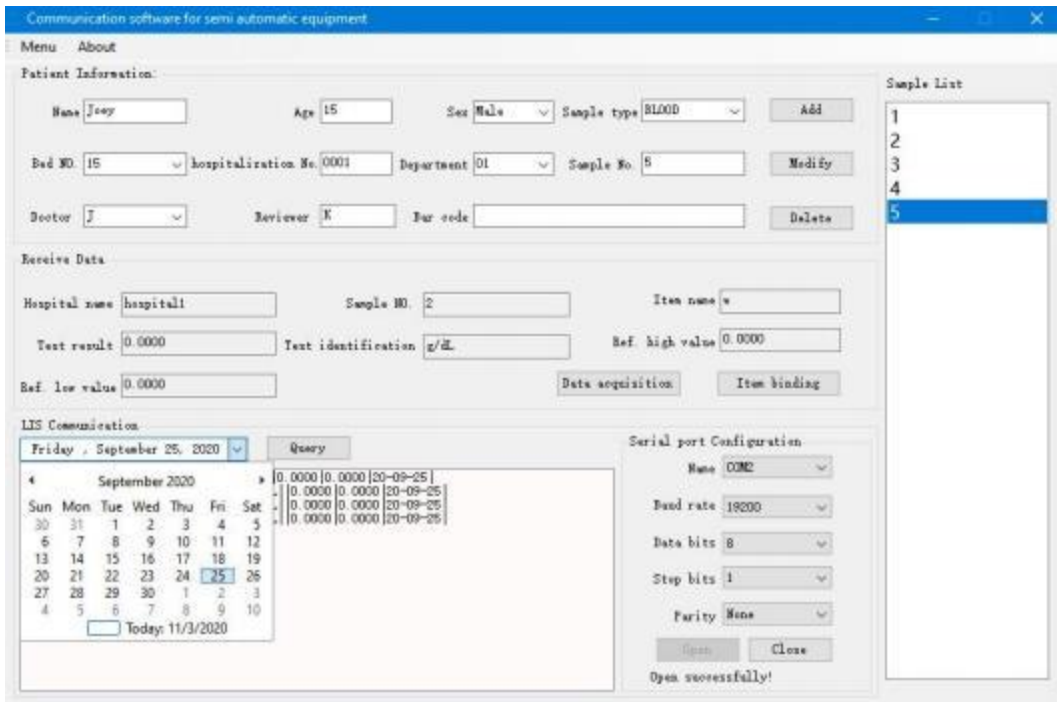 Communication software for semi automatic equipment
Menu About
Patient Information:
Sample List
Name Joey Age 15 Sex Male Sample type BLOOD Add
Bed NO. 15 hospitalization No. 0001 Department 01 Sample No. 5 Modify
Doctor J Reviewer K Bar code Delete
1
2
3
4
5
Receive Data
Hospital name hospital1 Sample NO. 2 Item name w
Test result 0.0000 Text identification g/dL Ref. high value 0.0000
Ref. low value 0.0000 Data acquisition Item binding
LIS Communication
Friday , September 25, 2020 Query
|0.0000|0.0000|20-09-25|
||0.0000|0.0000|20-09-25|
||0.0000|0.0000|20-09-25|
||0.0000|0.0000|20-09-25|
September 2020
Sun Mon Tue Wed Thu Fri Sat
30 31 1 2 3 4 5
6 7 8 9 10 11 12
13 14 15 16 17 18 19
20 21 22 23 24 25 26
27 28 29 30 1 2 3
4 5 6 7 8 9 10
Today: 11/3/2020
Serial port Configuration
Name COM2
Baud rate 19200
Data bits 8
Stop bits 1
Parity None
Open Close
Open successfully!